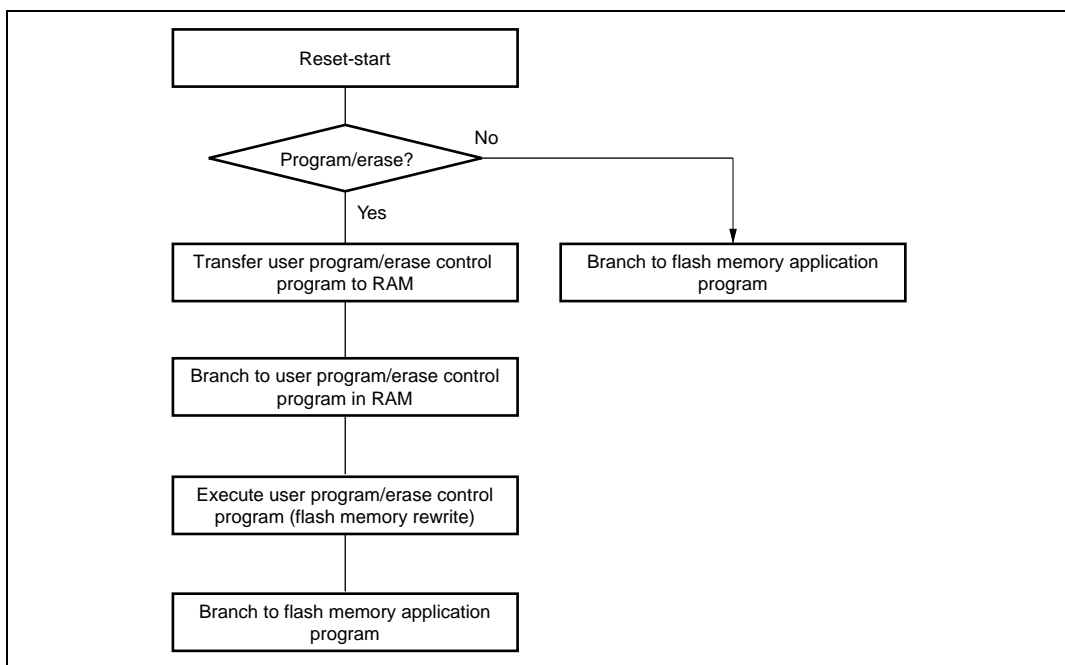 Reset-start
No
Program/erase?
Yes
Transfer user program/erase control
program to RAM
Branch to flash memory application
program
Branch to user program/erase control
program in RAM
Execute user program/erase control
program (flash memory rewrite)
Branch to flash memory application
program